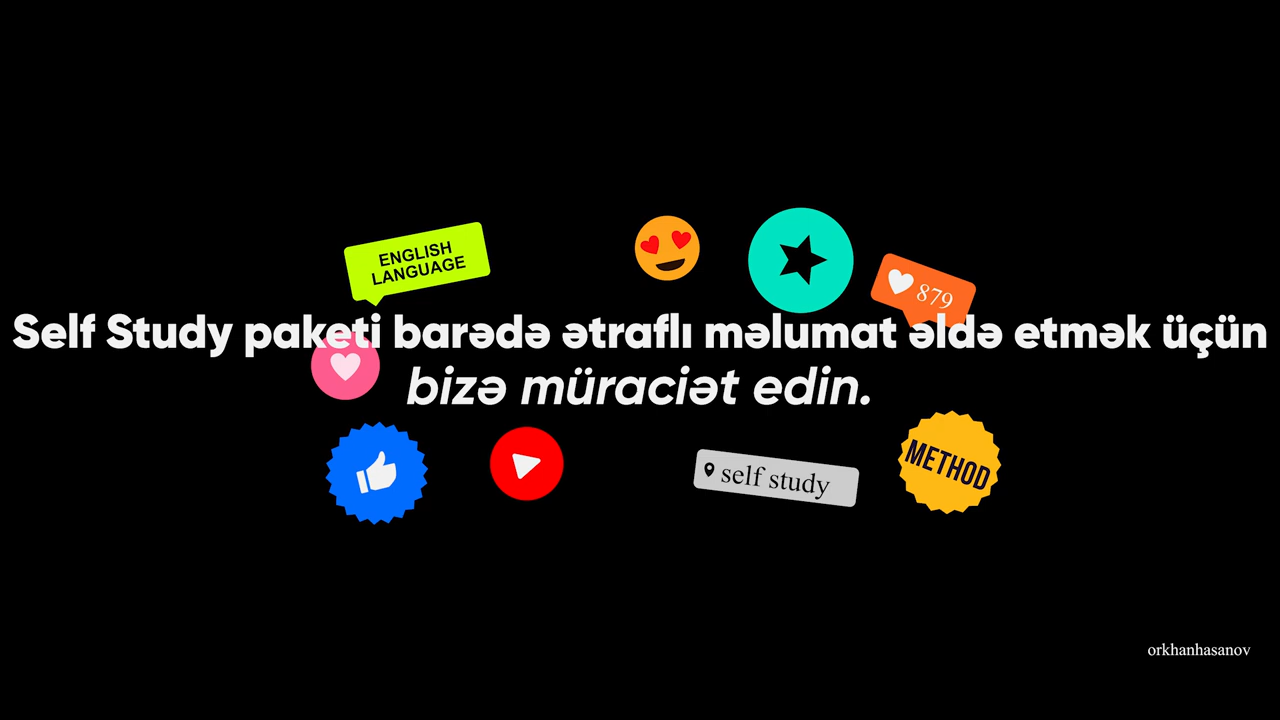 ENGLISH
LANGUAGE
879
Self Study paketi barədə ətraflı məlumat əldə etmək üçün
bizə müraciət edin.
self study
METHOD
orkhanhasanov